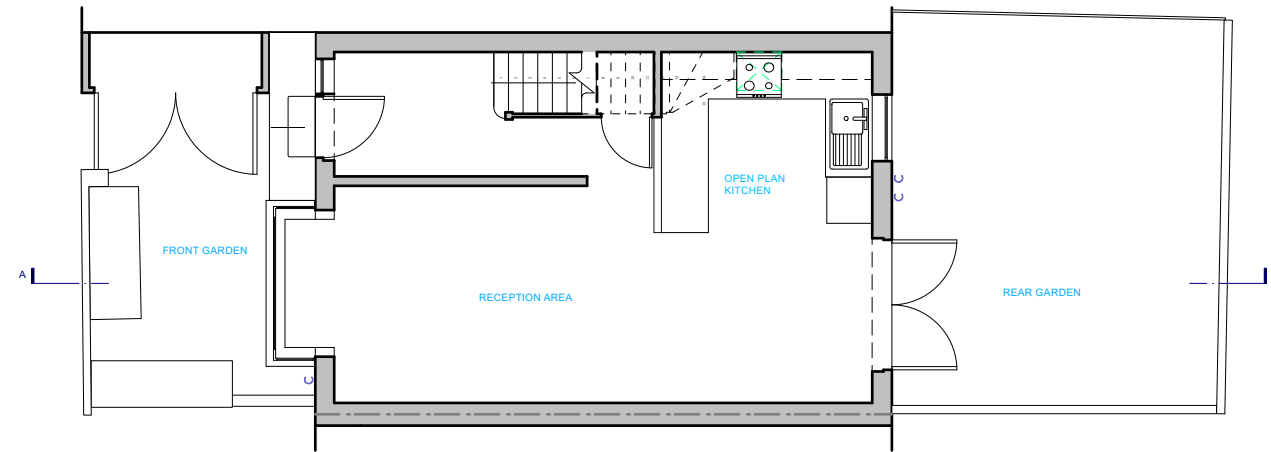 OPEN PLAN
KITCHEN
FRONT GARDEN
A
RECEPTION AREA
REAR GARDEN